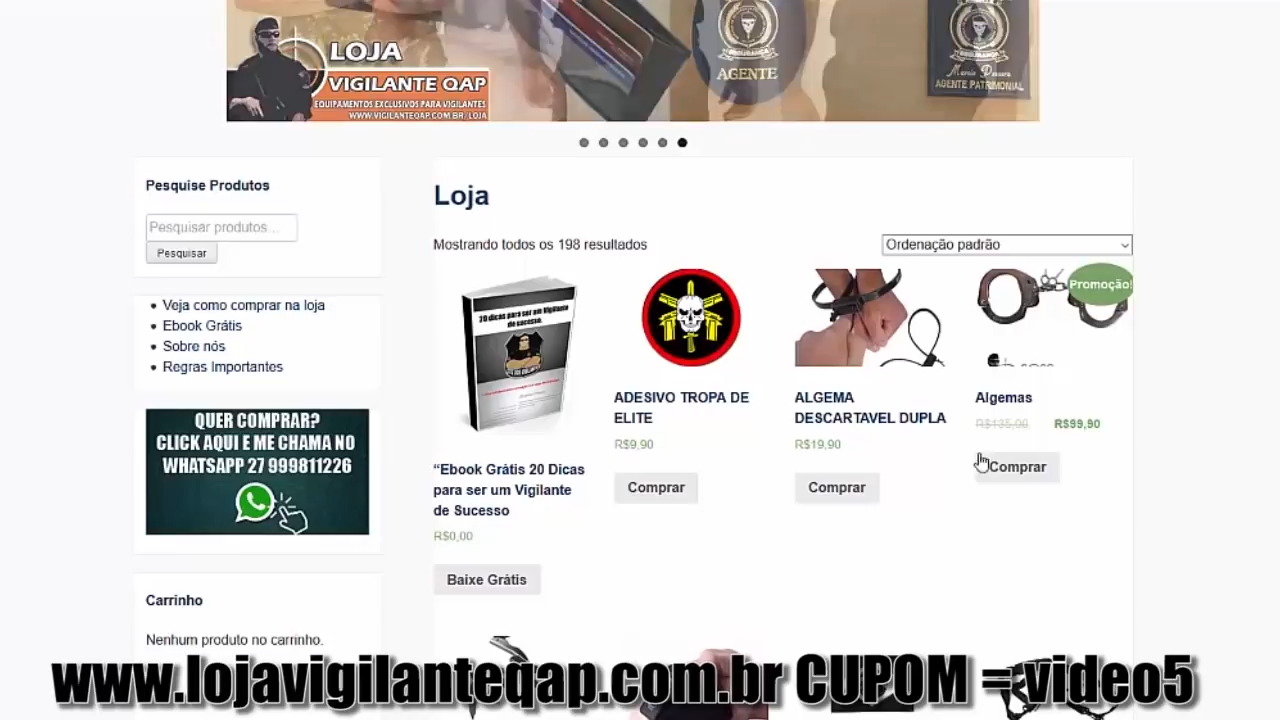 LOJA
VIGILANTE QAP
EQUIPAMENTOS EXCLUSIVOS PARA VIGILANTES
WWW.VIGILANTEQAP.COM.BR/LOJA
SEGURANÇA
AGENTE
SEGURANÇA
AGENTE PATRIMONIAL
Pesquise Produtos
Pesquisar produtos...
Pesquisar
Veja como comprar na loja
Ebook Grátis
Sobre nós
Regras Importantes
QUER COMPRAR?
CLICK AQUI E ME CHAMA NO
WHATSAPP 27 999811226
Carrinho
Nenhum produto no carrinho.
Loja
Mostrando todos os 198 resultados
Ordenação padrão
20 dicas para ser um Vigilante
de sucesso.
“Ebook Grátis 20 Dicas
para ser um Vigilante
de Sucesso
R$0,00
Baixe Grátis
ADESIVO TROPA DE
ELITE
R$9,90
Comprar
ALGEMA
DESCARTAVEL DUPLA
R$19,90
Comprar
Promoção!
Algemas
R$135,00 R$99,90
Comprar
www.lojavigilanteqap.com.br CUPOM = video5